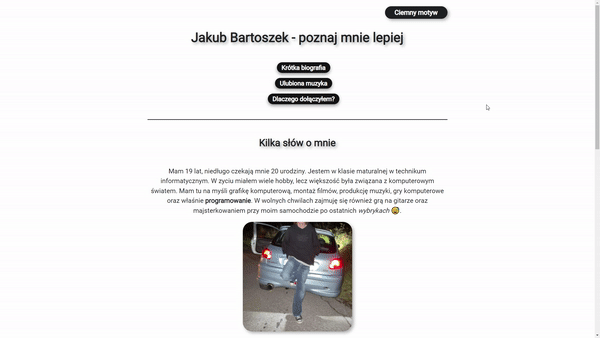 Ciemny motyw
Jakub Bartoszek - poznaj mnie lepiej
Krótka biografia
Ulubiona muzyka
Dlaczego dołączyłem?
Kilka słów o mnie
Mam 19 lat, niedługo czekają mnie 20 urodziny. Jestem w klasie maturalnej w technikum
informatycznym. W życiu miałem wiele hobby, lecz większość była związana z komputerowym
światem. Mam tu na myśli grafikę komputerową, montaż filmów, produkcję muzyki, gry komputerowe
oraz właśnie programowanie. W wolnych chwilach zajmuję się również grą na gitarze oraz
majsterkowaniem przy moim samochodzie po ostatnich wybrykach 😅.